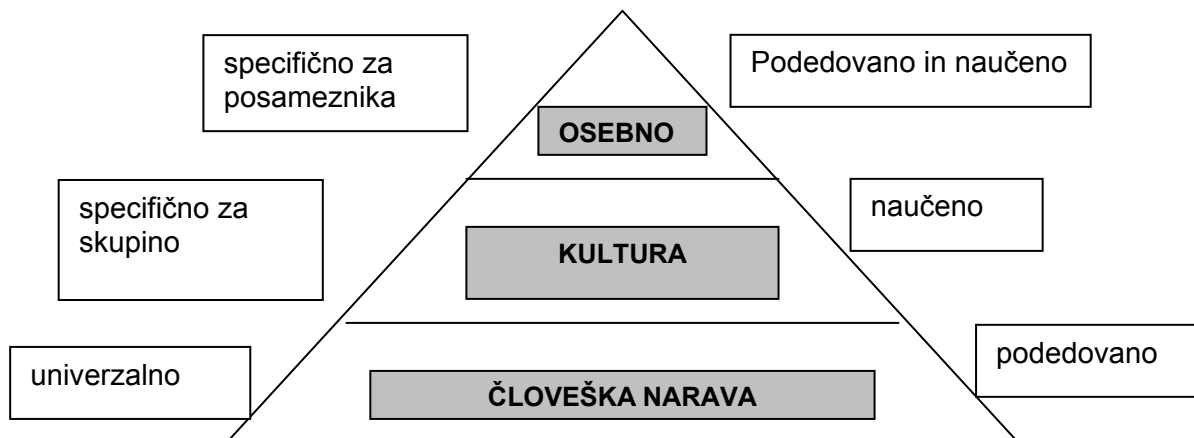 specifično za
posameznika
Podedovano in naučeno
OSEBNO
specifično za
skupino
naučeno
KULTURA
univerzalno
podedovano
ČLOVEŠKA NARAVA